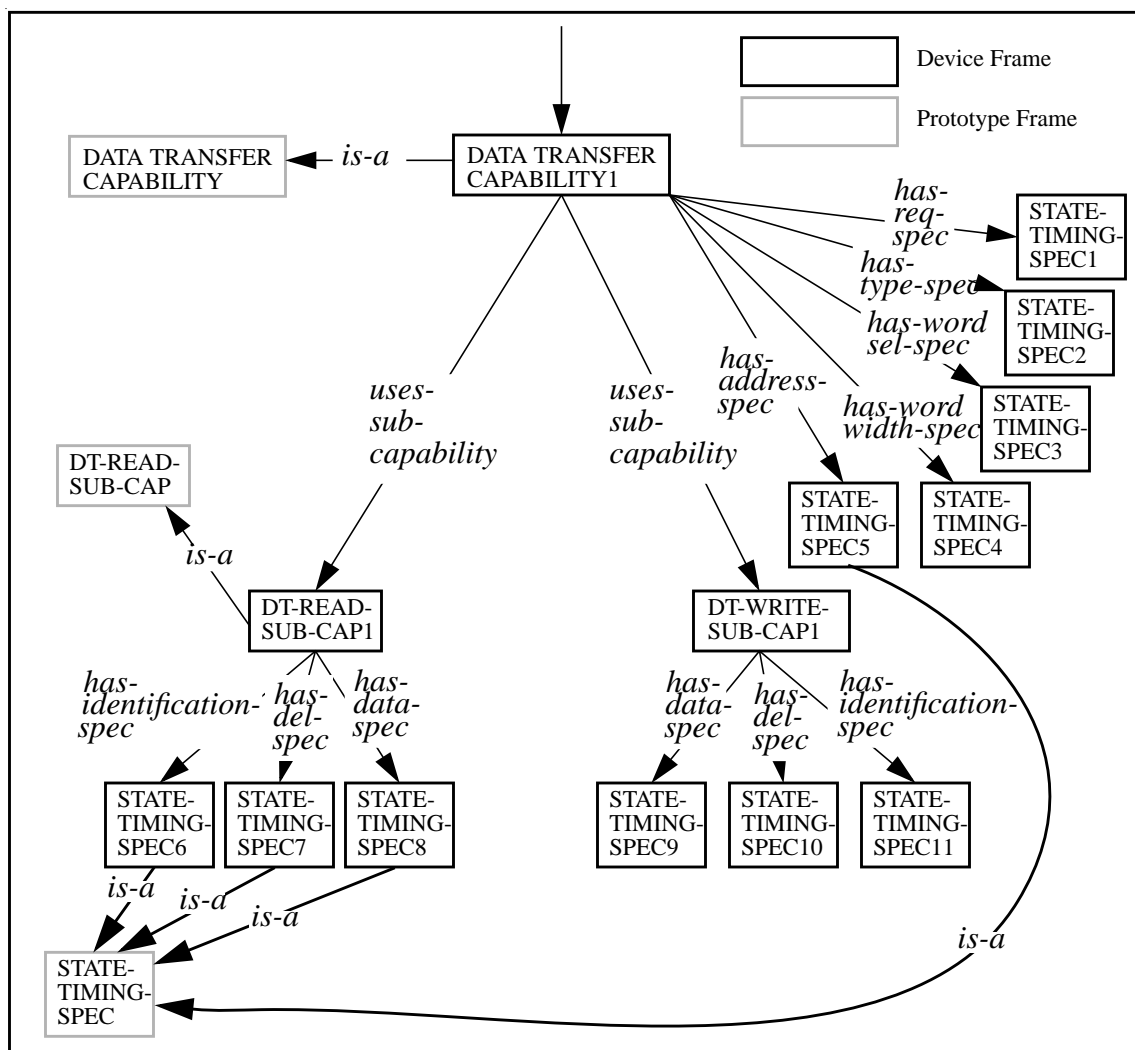 Device Frame
Prototype Frame
DATA TRANSFER
CAPABILITY
is-a
DATA TRANSFER
CAPABILITY1
has-
req-
spec
STATE-
TIMING-
SPEC1
has-
type-spec
STATE-
TIMING-
SPEC2
has-word
sel-spec
STATE-
TIMING-
SPEC3
has-word
width-spec
STATE-
TIMING-
SPEC4
has-
address-
spec
STATE-
TIMING-
SPEC5
uses-
sub-
capability
uses-
sub-
capability
DT-READ-
SUB-CAP
is-a
DT-READ-
SUB-CAP1
DT-WRITE-
SUB-CAP1
has-
identification-
spec
has-
del-
spec
has-
data-
spec
has-
data-
spec
has-
del-
spec
has-
identification-
spec
STATE-
TIMING-
SPEC6
STATE-
TIMING-
SPEC7
STATE-
TIMING-
SPEC8
STATE-
TIMING-
SPEC9
STATE-
TIMING-
SPEC10
STATE-
TIMING-
SPEC11
is-a
is-a
is-a
is-a
STATE-
TIMING-
SPEC